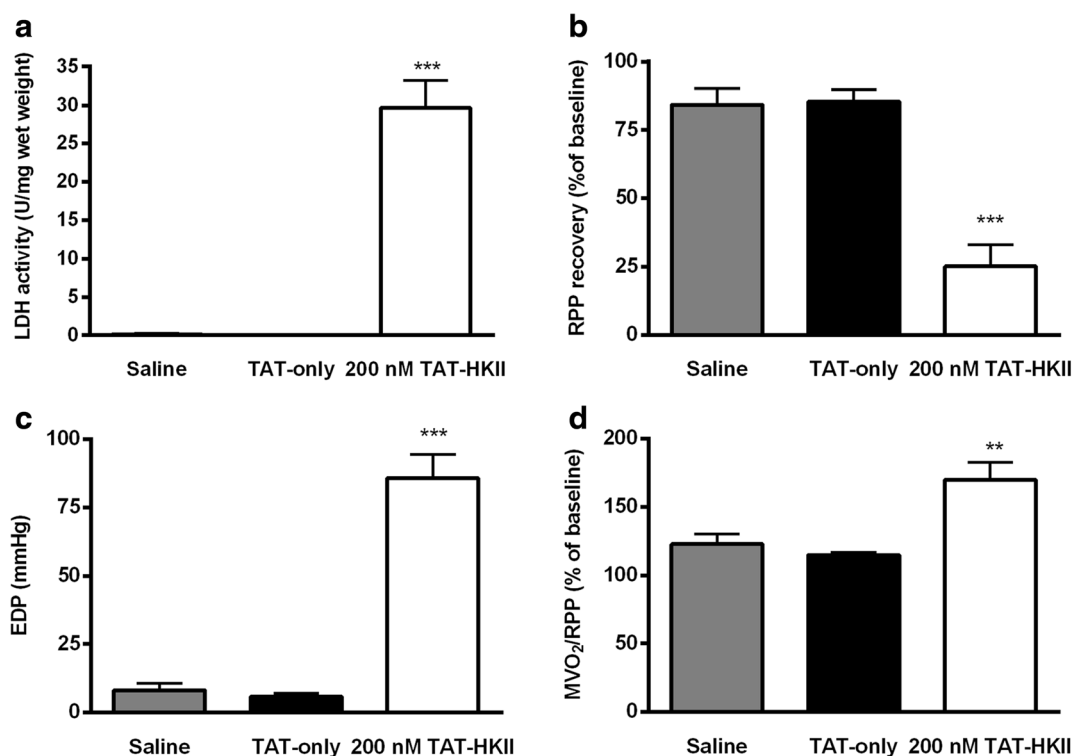 a
LDH activity (U/mg wet weight)
35
30
25
20
15
10
5
0
***
Saline TAT-only 200 nM TAT-HKII
b
RPP recovery (%of baseline)
100
75
50
25
0
***
Saline TAT-only 200 nM TAT-HKII
c
EDP (mmHg)
100
75
50
25
0
***
Saline TAT-only 200 nM TAT-HKII
d
MVO₂/RPP (% of baseline)
200
150
100
50
0
**
Saline TAT-only 200 nM TAT-HKII